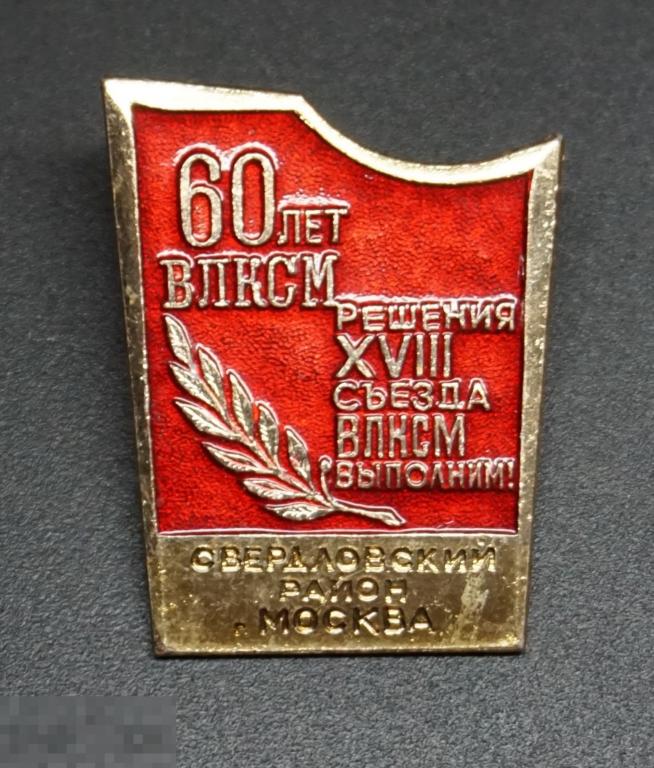 60 ЛЕТ
ВЛКСМ
РЕШЕНИЯ
XVIII
СЪЕЗДА
ВЛКСМ
ВЫПОЛНИМ!
СВЕРДЛОВСКИЙ
РАЙОН
. МОСКВА